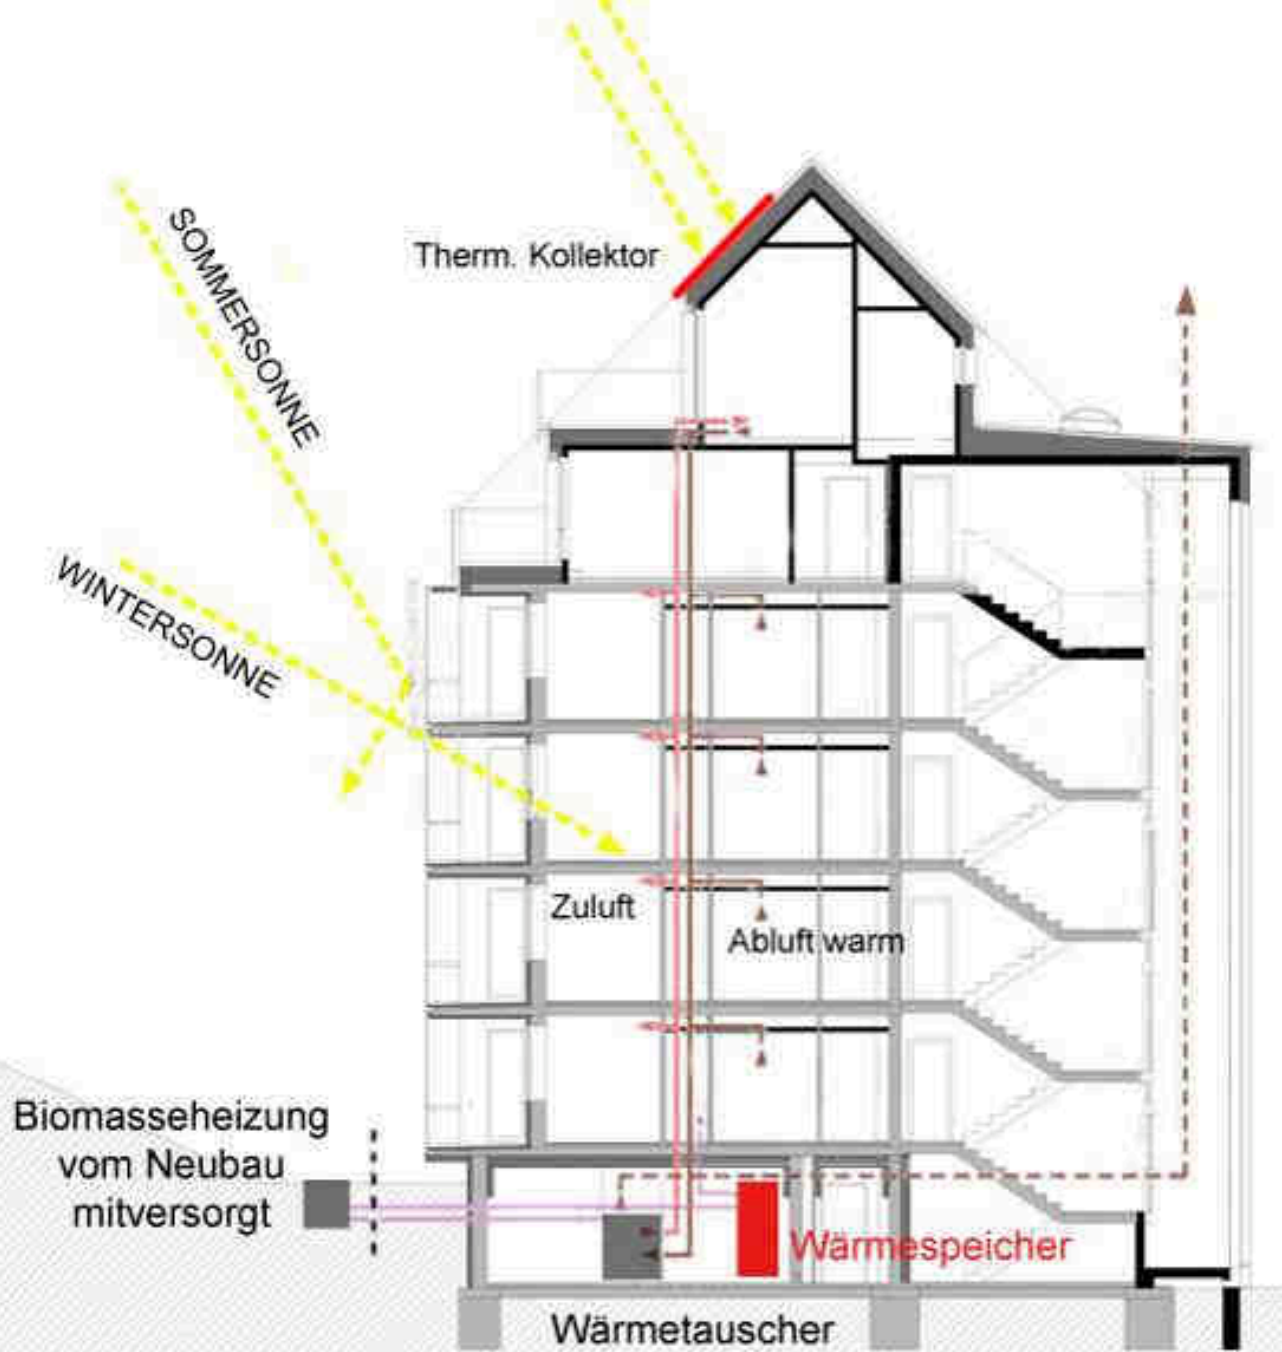 SOMMERSONNE
Therm. Kollektor
WINTERSONNE
Zuluft
Abluft warm
Biomasseheizung
vom Neubau
mitversorgt
Wärmespeicher
Wärmetauscher